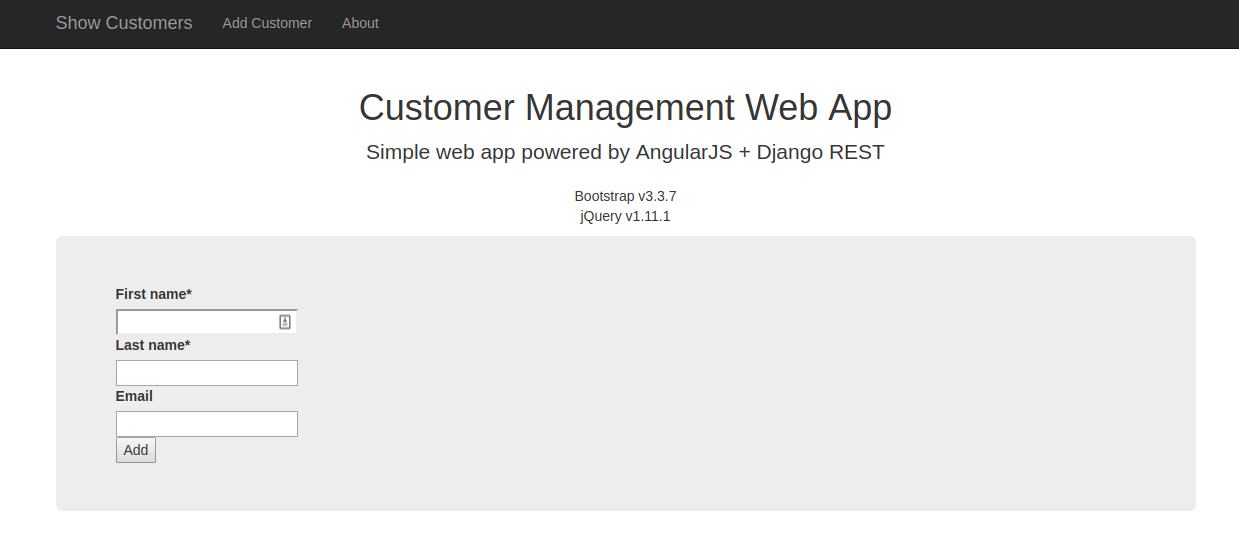 Show Customers Add Customer About
Customer Management Web App
Simple web app powered by AngularJS + Django REST
Bootstrap v3.3.7
jQuery v1.11.1
First name*
Last name*
Email
Add